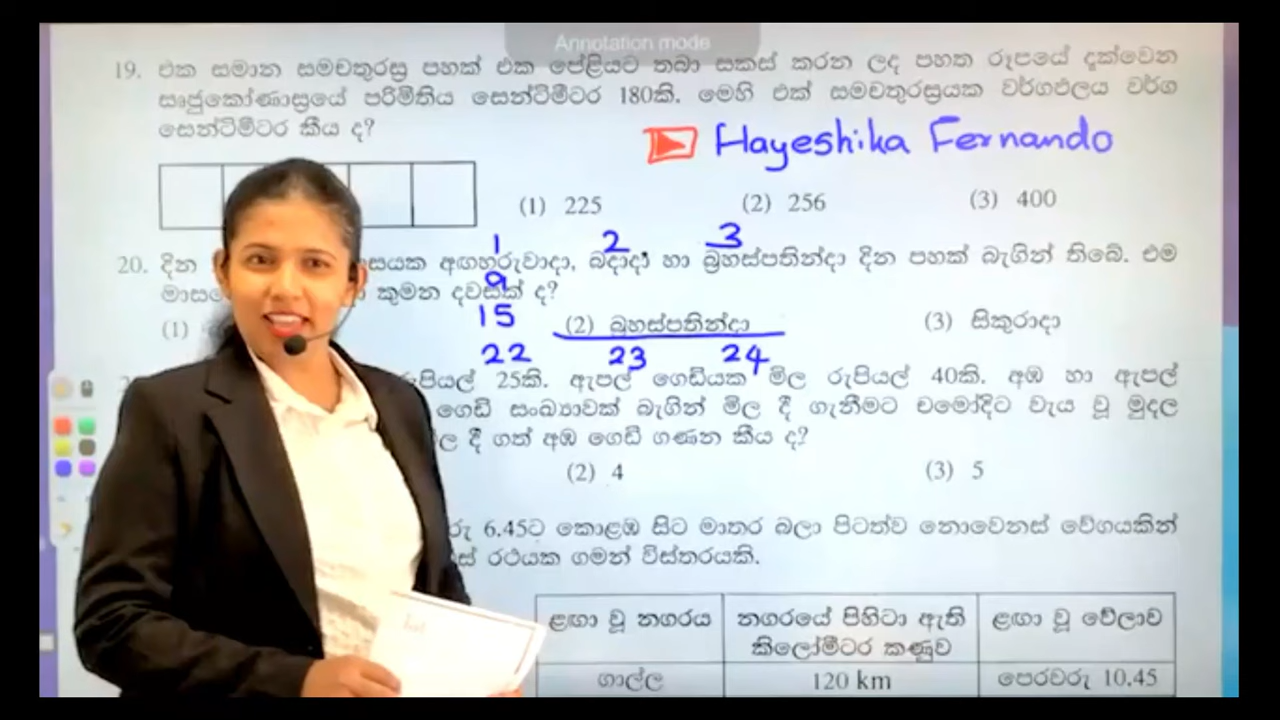 Annotation mode
19. එක සමාන සමචතුරස්‍ර පහක් එක පේළියට තබා සකස් කරන ලද පහත රූපයේ දැක්වෙන
සෘජුකෝණාස්‍රයේ පරිමිතිය සෙන්ටිමීටර 180කි. මෙහි එක් සමචතුරස්‍රයක වර්ගඵලය වර්ග
සෙන්ටිමීටර කීය ද?
Hayeshika Fernando
(1) 225 (2) 256 (3) 400
1 2 3
20. දින අඟහරුවාදා, බදාදා හා බ්‍රහස්පතින්දා දින පහක් බැගින් තිබේ. එම
කුමන දවසක් ද?
15
(1) (2) බ්‍රහස්පතින්දා (3) සිකුරාදා
22 23 24
රුපියල් 25කි. ඇපල් ගෙඩියක මිල රුපියල් 40කි. අඹ හා ඇපල්
ගෙඩි සංඛ්‍යාවක් බැගින් මිල දී ගැනීමට චමෝදිට වැය වූ මුදල
දී ගත් අඹ ගෙඩි ගණන කීය ද?
(2) 4 (3) 5
6.45ට කොළඹ සිට මාතර බලා පිටත්ව නොවෙනස් වේගයකින්
රථයක ගමන් විස්තරයකි.
ළඟා වූ නගරය නගරයේ පිහිටා ඇති කිලෝමීටර කණුව ළඟා වූ වේලාව
ගාල්ල 120 km පෙරවරු 10.45